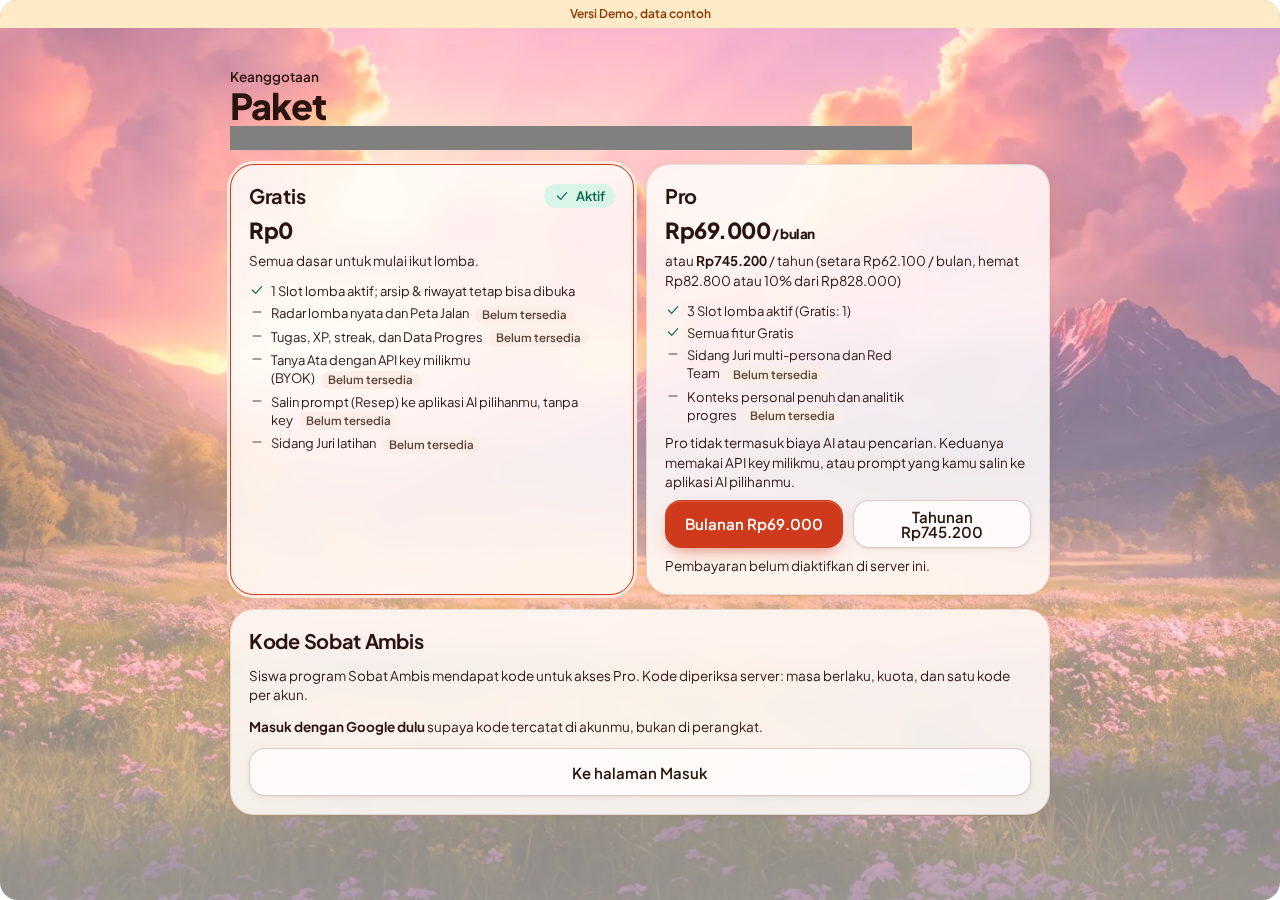 Versi Demo, data contoh
Keanggotaan
Paket
Gratis
Aktif
Rp0
Semua dasar untuk mulai ikut lomba.
1 Slot lomba aktif; arsip & riwayat tetap bisa dibuka
Radar lomba nyata dan Peta Jalan Belum tersedia
Tugas, XP, streak, dan Data Progres Belum tersedia
Tanya Ata dengan API key milikmu
(BYOK) Belum tersedia
Salin prompt (Resep) ke aplikasi AI pilihanmu, tanpa
key Belum tersedia
Sidang Juri latihan Belum tersedia
Pro
Rp69.000 / bulan
atau Rp745.200 / tahun (setara Rp62.100 / bulan, hemat
Rp82.800 atau 10% dari Rp828.000)
3 Slot lomba aktif (Gratis: 1)
Semua fitur Gratis
Sidang Juri multi-persona dan Red
Team Belum tersedia
Konteks personal penuh dan analitik
progres Belum tersedia
Pro tidak termasuk biaya AI atau pencarian. Keduanya
memakai API key milikmu, atau prompt yang kamu salin ke
aplikasi AI pilihanmu.
Bulanan Rp69.000
Tahunan
Rp745.200
Pembayaran belum diaktifkan di server ini.
Kode Sobat Ambis
Siswa program Sobat Ambis mendapat kode untuk akses Pro. Kode diperiksa server: masa berlaku, kuota, dan satu kode
per akun.
Masuk dengan Google dulu supaya kode tercatat di akunmu, bukan di perangkat.
Ke halaman Masuk